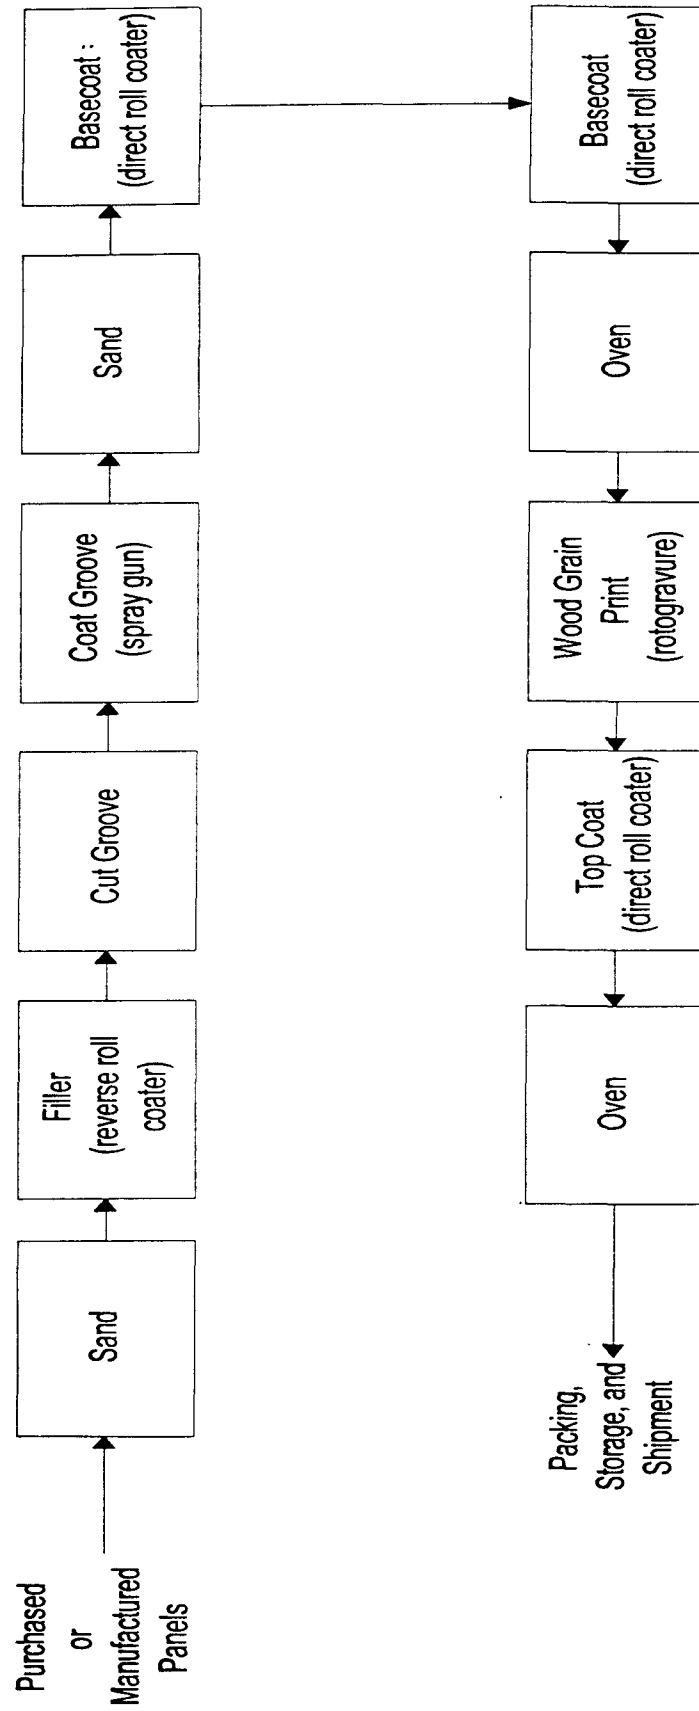 Purchased
or
Manufactured
Panels
Sand
Filler
(reverse roll
coater)
Cut Groove
Coat Groove
(spray gun)
Sand
Basecoat :
(direct roll coater)
Basecoat
(direct roll coater)
Oven
Wood Grain
Print
(rotogravure)
Top Coat
(direct roll coater)
Oven
Packing,
Storage, and
Shipment